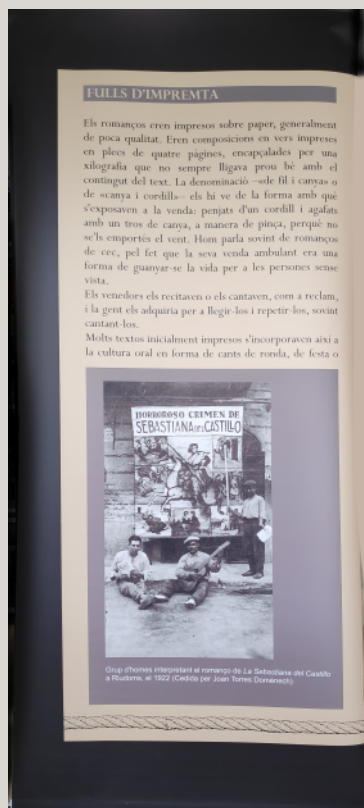 FULLS D'IMPREMTA
Els romanços eren impresos sobre paper, generalment
de poca qualitat. Eren composicions en vers impreses
en plecs de quatre pàgines, encapçalades per una
xilografia que no sempre lligava prou bé amb el
contingut del text. La denominació –«de fil i canya» o
de «canya i cordill»– els hi ve de la forma amb què
s'exposaven a la venda: penjats d'un cordill i agafats
amb un tros de canya, a manera de pinça, perquè no
se'ls emportés el vent. Hom parla sovint de romanços
de cec, pel fet que la seva venda ambulant era una
forma de guanyar-se la vida per a les persones sense
vista.
Els venedors els recitaven o els cantaven, com a reclam,
i la gent els adquiria per a llegir-los i repetir-los, sovint
cantant-los.
Molts textos inicialment impresos s'incorporaven així a
la cultura oral en forma de cants de ronda, de festa o
HORROROSO CRIMEN DE
SEBASTIANA DEL CASTILLO
Grup d'homes interpretant el romanço de La Sebastiana del Castillo
a Riudoms, el 1922 (Cedida per Joan Torres Domènech)